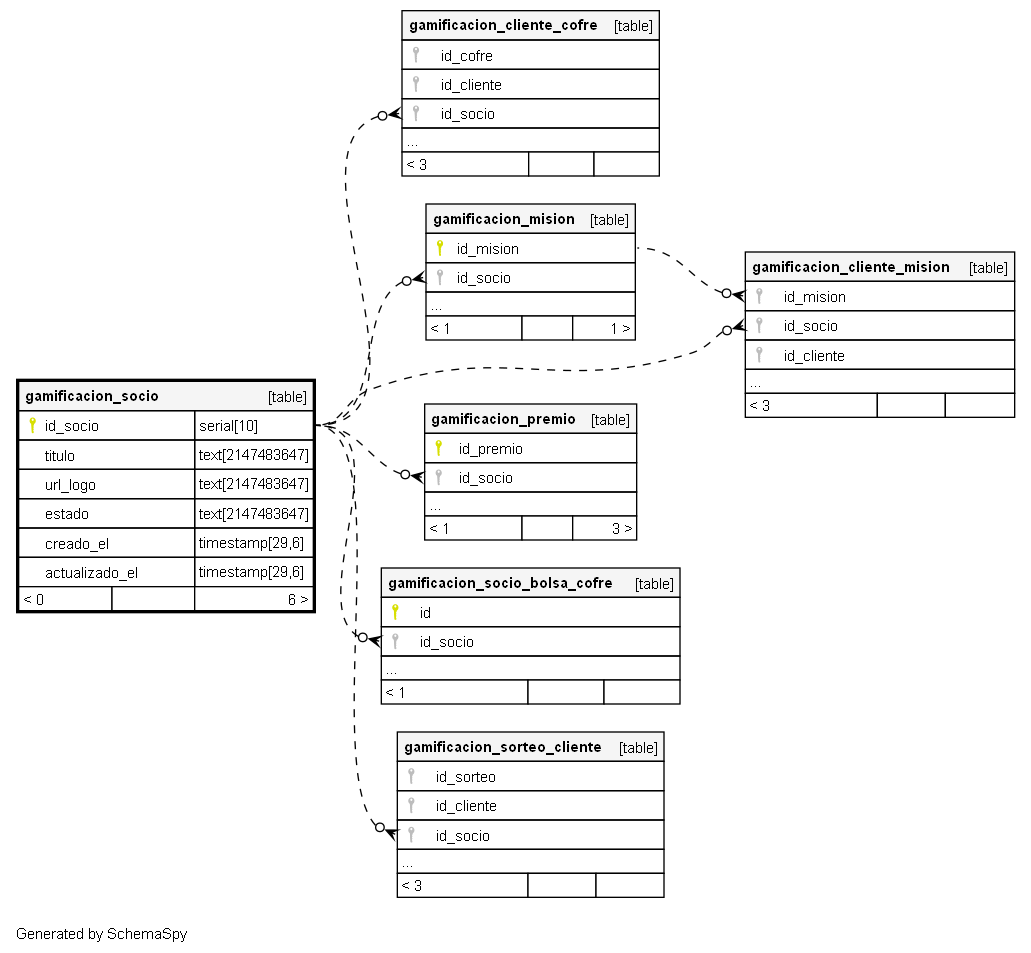 gamificacion_cliente_cofre [table]
id_cofre
id_cliente
id_socio
...
< 3
gamificacion_mision [table]
id_mision
id_socio
...
< 1 1 >
gamificacion_cliente_mision [table]
id_mision
id_socio
id_cliente
...
< 3
gamificacion_socio [table]
id_socio serial[10]
titulo text[2147483647]
url_logo text[2147483647]
estado text[2147483647]
creado_el timestamp[29,6]
actualizado_el timestamp[29,6]
< 0 6 >
gamificacion_premio [table]
id_premio
id_socio
...
< 1 3 >
gamificacion_socio_bolsa_cofre [table]
id
id_socio
...
< 1
gamificacion_sorteo_cliente [table]
id_sorteo
id_cliente
id_socio
...
< 3
Generated by SchemaSpy